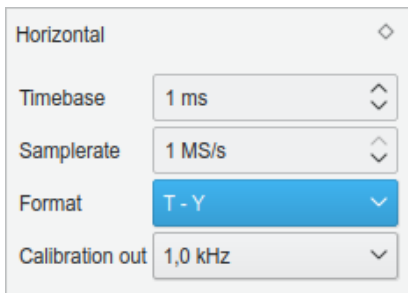 Horizontal
Timebase 1 ms
Samplerate 1 MS/s
Format T - Y
Calibration out 1,0 kHz